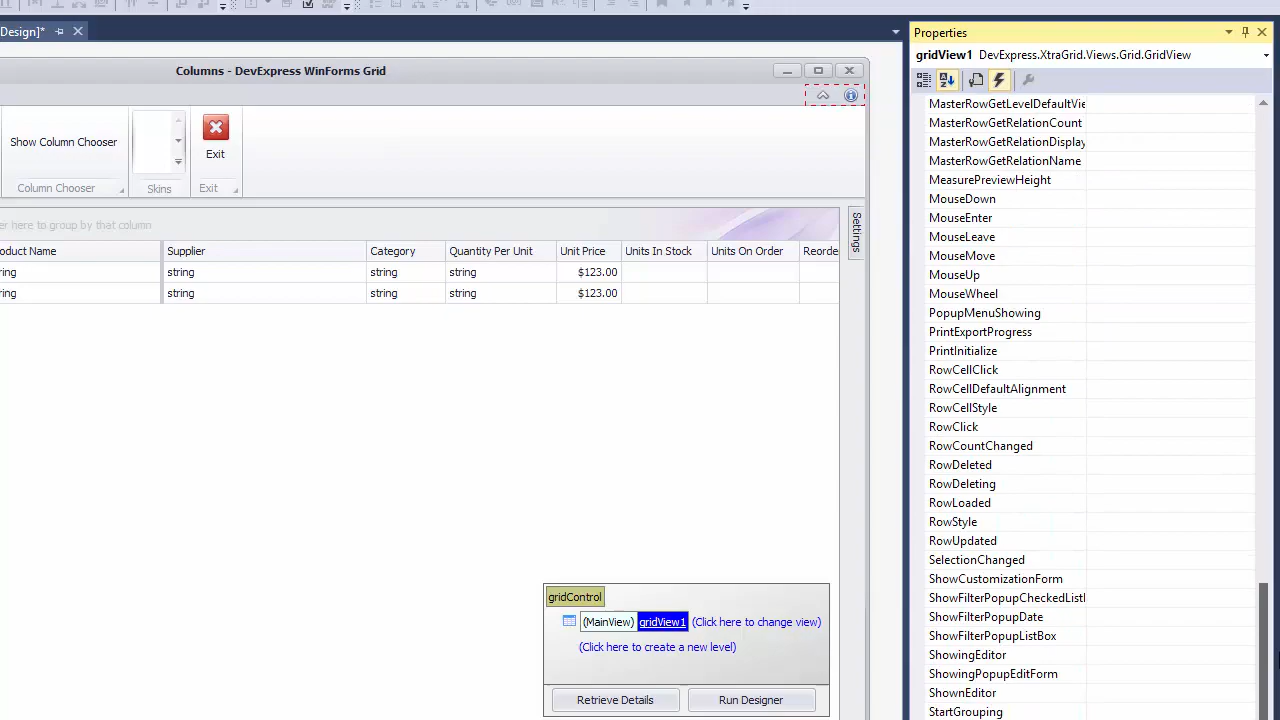 Design]*
Columns - DevExpress WinForms Grid
Show Column Chooser
Exit
Column Chooser
Skins
Exit
er here to group by that column
Settings
oduct Name
Supplier
Category
Quantity Per Unit
Unit Price
Units In Stock
Units On Order
Reorde
ring
string
string
string
$123.00
ring
string
string
string
$123.00
gridControl
(MainView)
gridView1
(Click here to change view)
(Click here to create a new level)
Retrieve Details
Run Designer
Properties
gridView1 DevExpress.XtraGrid.Views.Grid.GridView
MasterRowGetLevelDefaultVie
MasterRowGetRelationCount
MasterRowGetRelationDisplay
MasterRowGetRelationName
MeasurePreviewHeight
MouseDown
MouseEnter
MouseLeave
MouseMove
MouseUp
MouseWheel
PopupMenuShowing
PrintExportProgress
PrintInitialize
RowCellClick
RowCellDefaultAlignment
RowCellStyle
RowClick
RowCountChanged
RowDeleted
RowDeleting
RowLoaded
RowStyle
RowUpdated
SelectionChanged
ShowCustomizationForm
ShowFilterPopupCheckedListI
ShowFilterPopupDate
ShowFilterPopupListBox
ShowingEditor
ShowingPopupEditForm
ShownEditor
StartGrouping